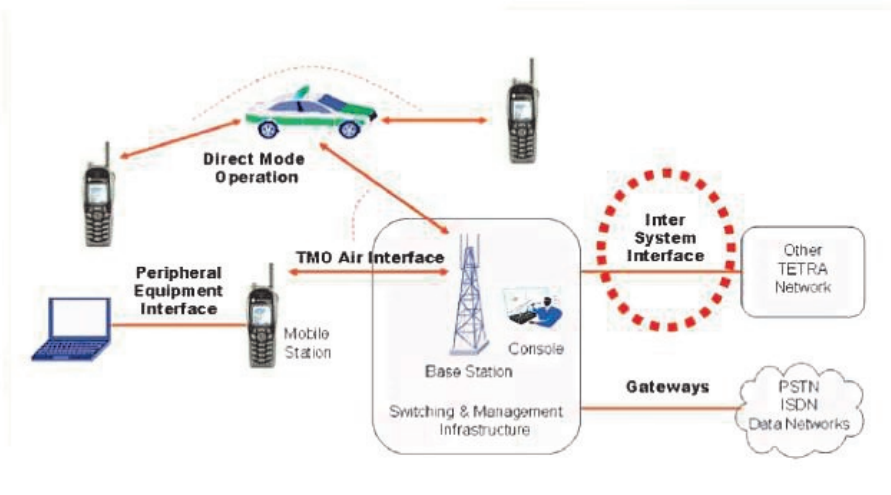 Direct Mode
Operation
Inter
System
Interface
Other
TETRA
Network
TMO Air Interface
Peripheral
Equipment
Interface
Mobile
Station
Console
Base Station
Switching & Management
Infrastructure
Gateways
PSTN
ISDN
Data Networks